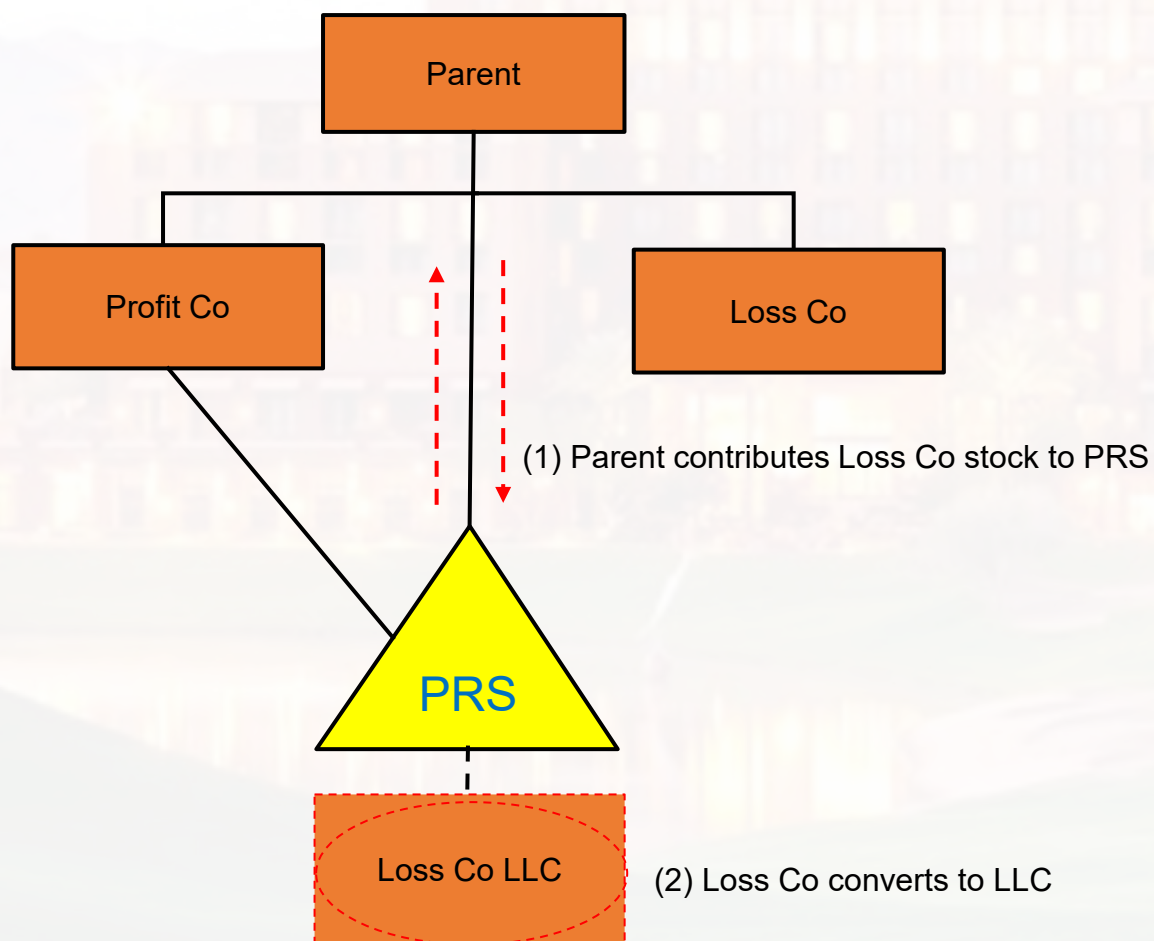 Parent
Profit Co
Loss Co
(1) Parent contributes Loss Co stock to PRS
PRS
Loss Co LLC
(2) Loss Co converts to LLC